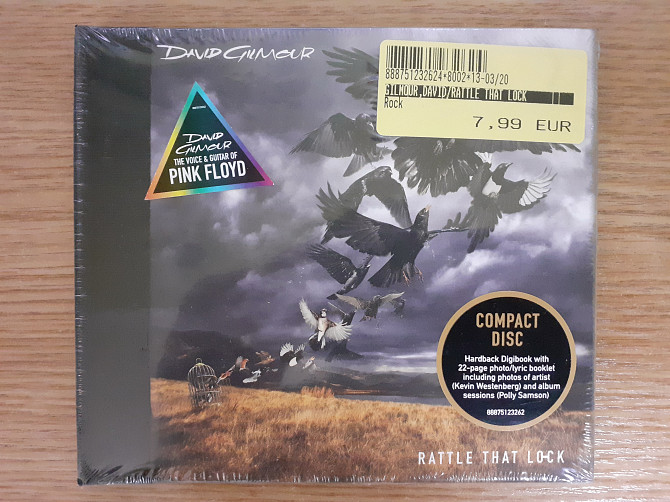 DAVID GILMOUR
888751232624*8002*13-03/20
GILMOUR,DAVID/RATTLE THAT LOCK
Rock
7,99 EUR
DAVID
GILMOUR
THE VOICE & GUITAR OF
PINK FLOYD
COMPACT
DISC
Hardback Digibook with
22-page photo/lyric booklet
including photos of artist
(Kevin Westenberg) and album
sessions (Polly Samson)
88875123262
RATTLE THAT LOCK